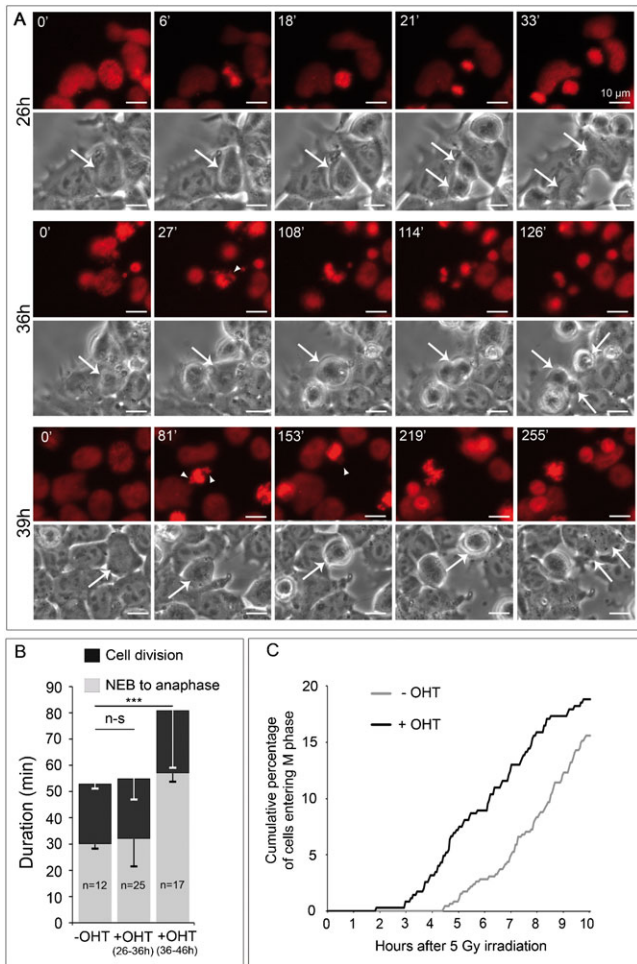 A
0' 6' 18' 21' 33'
10 µm
26h
0' 27' 108' 114' 126'
36h
0' 81' 153' 219' 255'
39h
B
Cell division
NEB to anaphase
90
80
70
60
50
40
30
20
10
0
Duration (min)
***
n-s
n=12 n=25 n=17
-OHT +OHT +OHT
(26-36h) (36-46h)
C
- OHT
+ OHT
20
15
10
5
0
Cumulative percentage
of cells entering M phase
0 1 2 3 4 5 6 7 8 9 10
Hours after 5 Gy irradiation